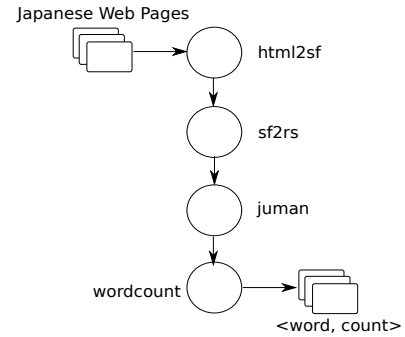 Japanese Web Pages
html2sf
sf2rs
juman
wordcount
<word, count>